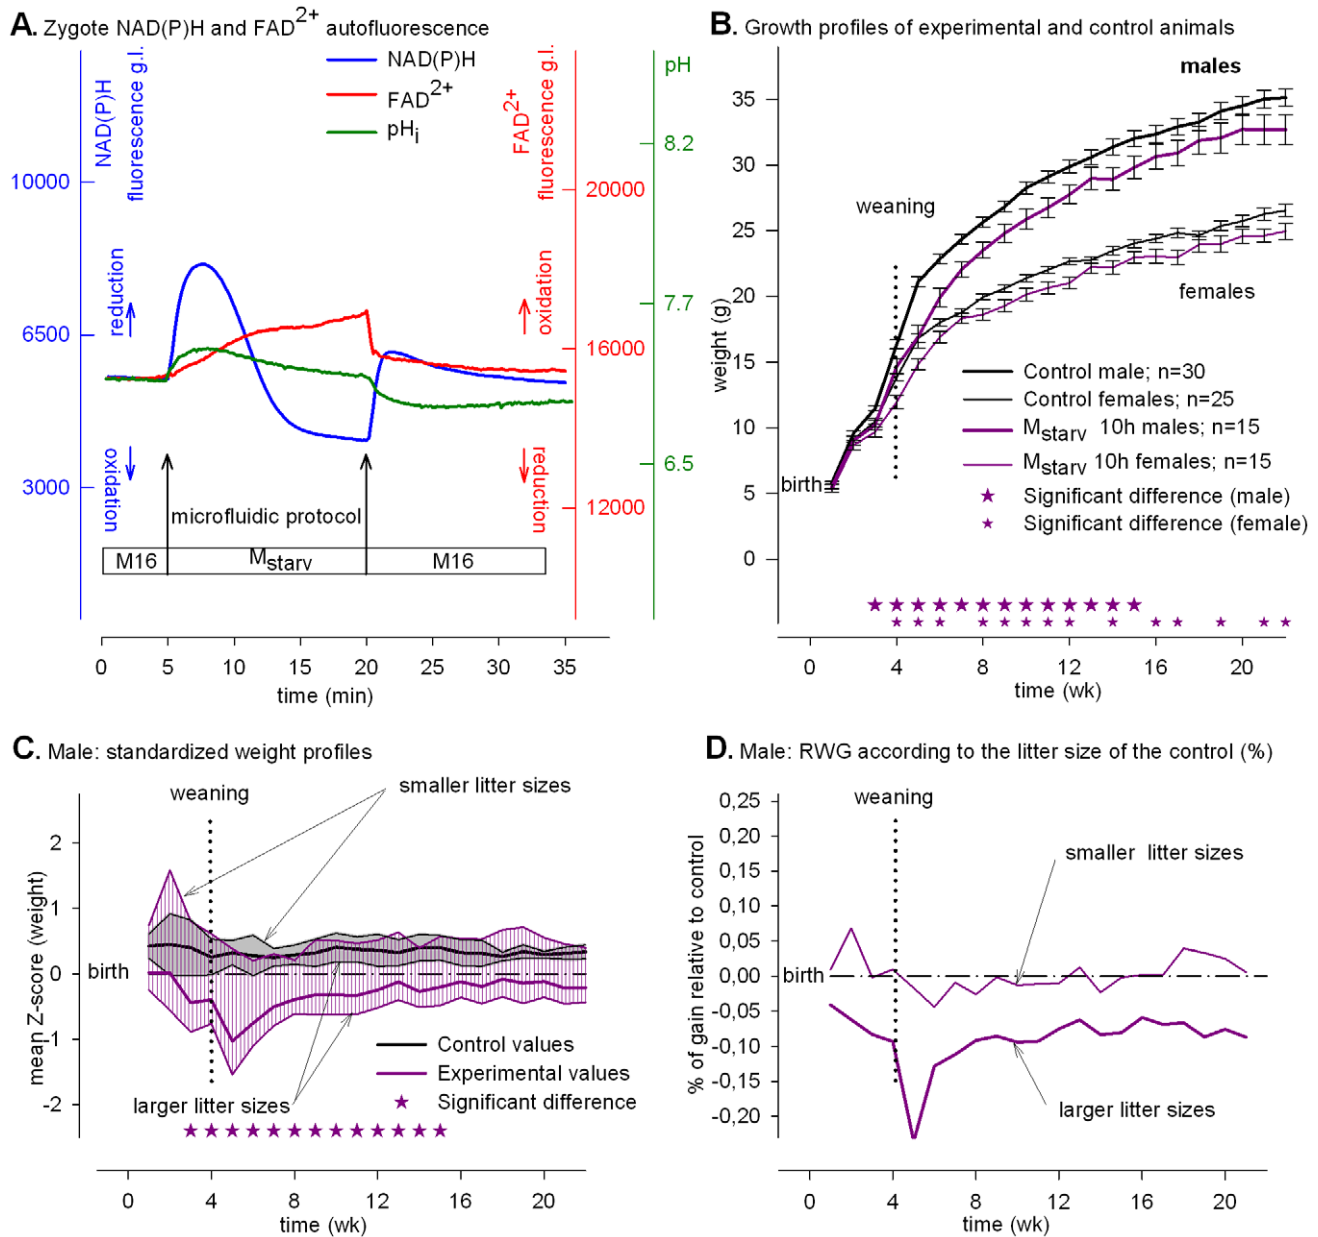 A. Zygote NAD(P)H and FAD2+ autofluorescence
NAD(P)H
fluorescence g.l.
NAD(P)H
FAD2+
pHi
FAD2+
fluorescence g.l.
pH
10000
6500
3000
reduction
oxidation
20000
16000
12000
oxidation
reduction
8.2
7.7
6.5
microfluidic protocol
M16 Mstarv M16
0 5 10 15 20 25 30 35
time (min)
B. Growth profiles of experimental and control animals
males
weaning
females
weight (g)
35
30
25
20
15
10
5
0
birth
Control male; n=30
Control females; n=25
Mstarv 10h males; n=15
Mstarv 10h females; n=15
★ Significant difference (male)
★ Significant difference (female)
0 4 8 12 16 20
time (wk)
C. Male: standardized weight profiles
weaning
smaller litter sizes
mean Z-score (weight)
2
1
0
-1
-2
birth
Control values
Experimental values
★ Significant difference
larger litter sizes
0 4 8 12 16 20
time (wk)
D. Male: RWG according to the litter size of the control (%)
weaning
smaller litter sizes
% of gain relative to control
0,25
0,20
0,15
0,10
0,05
0,00
-0,05
-0,10
-0,15
-0,20
birth
larger litter sizes
0 4 8 12 16 20
time (wk)